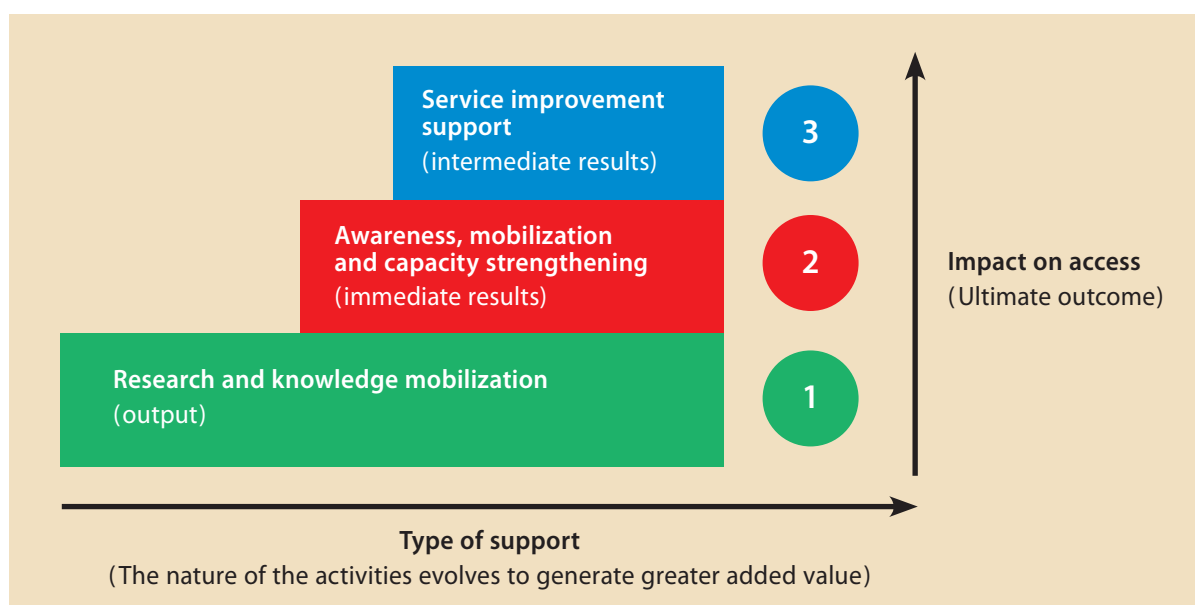 Service improvement
support
(intermediate results)
3
Awareness, mobilization
and capacity strengthening
(immediate results)
2
Impact on access
(Ultimate outcome)
Research and knowledge mobilization
(output)
1
Type of support
(The nature of the activities evolves to generate greater added value)